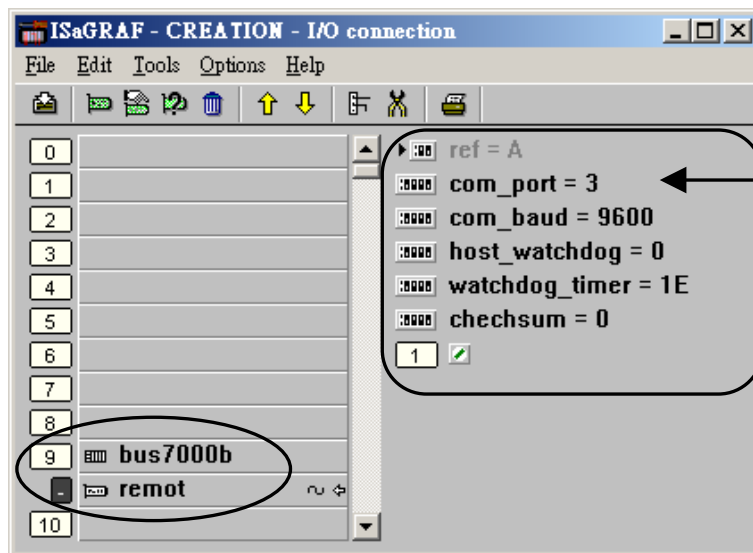 ISaGRAF - CREATION - I/O connection
File Edit Tools Options Help
0
1
2
3
4
5
6
7
8
9 bus7000b
- remot
10
ref = A
com_port = 3
com_baud = 9600
host_watchdog = 0
watchdog_timer = 1E
chechsum = 0
1